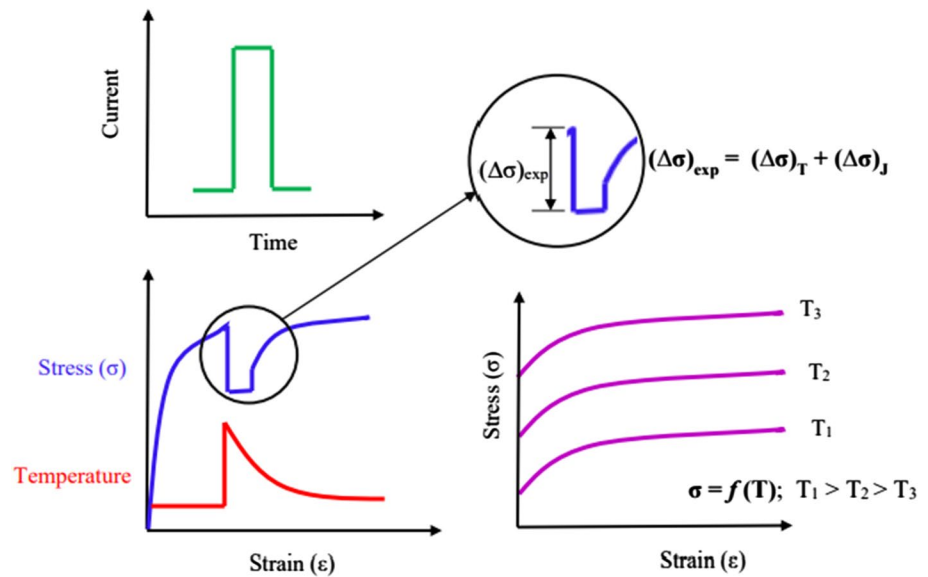 Current
Time
(Δσ)exp
(Δσ)exp = (Δσ)T + (Δσ)J
Stress (σ)
Temperature
Strain (ε)
Stress (σ)
T3
T2
T1
σ = f (T); T1 > T2 > T3
Strain (ε)